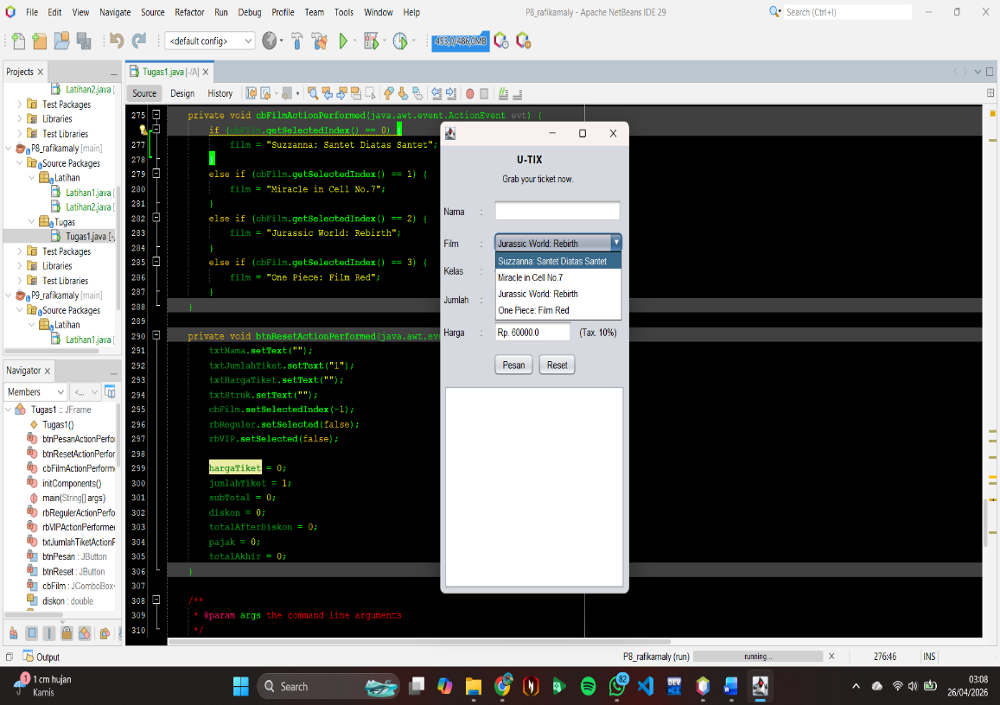 File Edit View Navigate Source Refactor Run Debug Profile Team Tools Window Help
P8_rafikamaly - Apache NetBeans IDE 29
Search (Ctrl+I)
<default config>
453,0/486,0MB
Projects
Latihan2.java [
Test Packages
Libraries
Test Libraries
P8_rafikamaly [main]
Source Packages
Latihan
Latihan1.java [
Latihan2.java [
Tugas
Tugas1.java [-,
Test Packages
Libraries
Test Libraries
P9_rafikamaly [main]
Source Packages
Latihan
Latihan1.java [
Navigator
Members
<...
Tugas1 :: JFrame
Tugas1()
btnPesanActionPerfor
btnResetActionPerfor
cbFilmActionPerforme
initComponents()
main(String[] args)
rbRegulerActionPerfo
rbVIPActionPerformed
txtJumlahTiketActionF
btnPesan : JButton
btnReset : JButton
cbFilm : JComboBox<
diskon : double
Tugas1.java [-/A]
Source Design History
275 private void cbFilmActionPerformed(java.awt.event.ActionEvent evt) {
if (cbFilm.getSelectedIndex() == 0) {
277 film = "Suzzanna: Santet Diatas Santet";
278 }
279 else if (cbFilm.getSelectedIndex() == 1) {
280 film = "Miracle in Cell No.7";
281 }
282 else if (cbFilm.getSelectedIndex() == 2) {
283 film = "Jurassic World: Rebirth";
284 }
285 else if (cbFilm.getSelectedIndex() == 3) {
286 film = "One Piece: Film Red";
287 }
288 }
289
290 private void btnResetActionPerformed(java.awt.eve
291 txtNama.setText("");
292 txtJumlahTiket.setText("1");
293 txtHargaTiket.setText("");
294 txtStruk.setText("");
295 cbFilm.setSelectedIndex(-1);
296 rbReguler.setSelected(false);
297 rbVIP.setSelected(false);
298
299 hargaTiket = 0;
300 jumlahTiket = 1;
301 subTotal = 0;
302 diskon = 0;
303 totalAfterDiskon = 0;
304 pajak = 0;
305 totalAkhir = 0;
306 }
307
308 /**
309 * @param args the command line arguments
310 */
U-TIX
Grab your ticket now.
Nama :
Film : Jurassic World: Rebirth
Suzzanna: Santet Diatas Santet
Kelas :
Miracle in Cell No.7
Jurassic World: Rebirth
Jumlah :
One Piece: Film Red
Harga : Rp. 60000.0 (Tax. 10%)
Pesan Reset
Output
P8_rafikamaly (run) running... 276:46 INS
1
1 cm hujan
Kamis
Search
82
DEV
03:08
26/04/2026